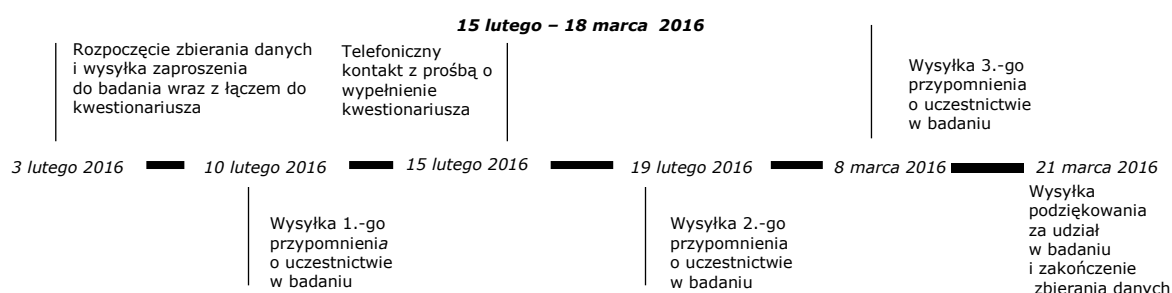 15 lutego – 18 marca 2016
Rozpoczęcie zbierania danych
i wysyłka zaproszenia
do badania wraz z łączem do
kwestionariusza
Telefoniczny
kontakt z prośbą o
wypełnienie
kwestionariusza
Wysyłka 3.-go
przypomnienia
o uczestnictwie
w badaniu
3 lutego 2016
10 lutego 2016
15 lutego 2016
19 lutego 2016
8 marca 2016
21 marca 2016
Wysyłka 1.-go
przypomnienia
o uczestnictwie
w badaniu
Wysyłka 2.-go
przypomnienia
o uczestnictwie
w badaniu
Wysyłka
podziękowania
za udział
w badaniu
i zakończenie
zbierania danych